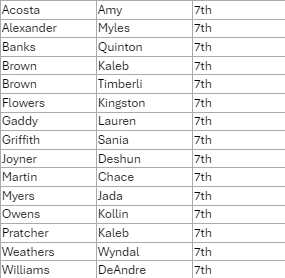 Acosta Amy 7th
Alexander Myles 7th
Banks Quinton 7th
Brown Kaleb 7th
Brown Timberli 7th
Flowers Kingston 7th
Gaddy Lauren 7th
Griffith Sania 7th
Joyner Deshun 7th
Martin Chace 7th
Myers Jada 7th
Owens Kollin 7th
Pratcher Kaleb 7th
Weathers Wyndal 7th
Williams DeAndre 7th